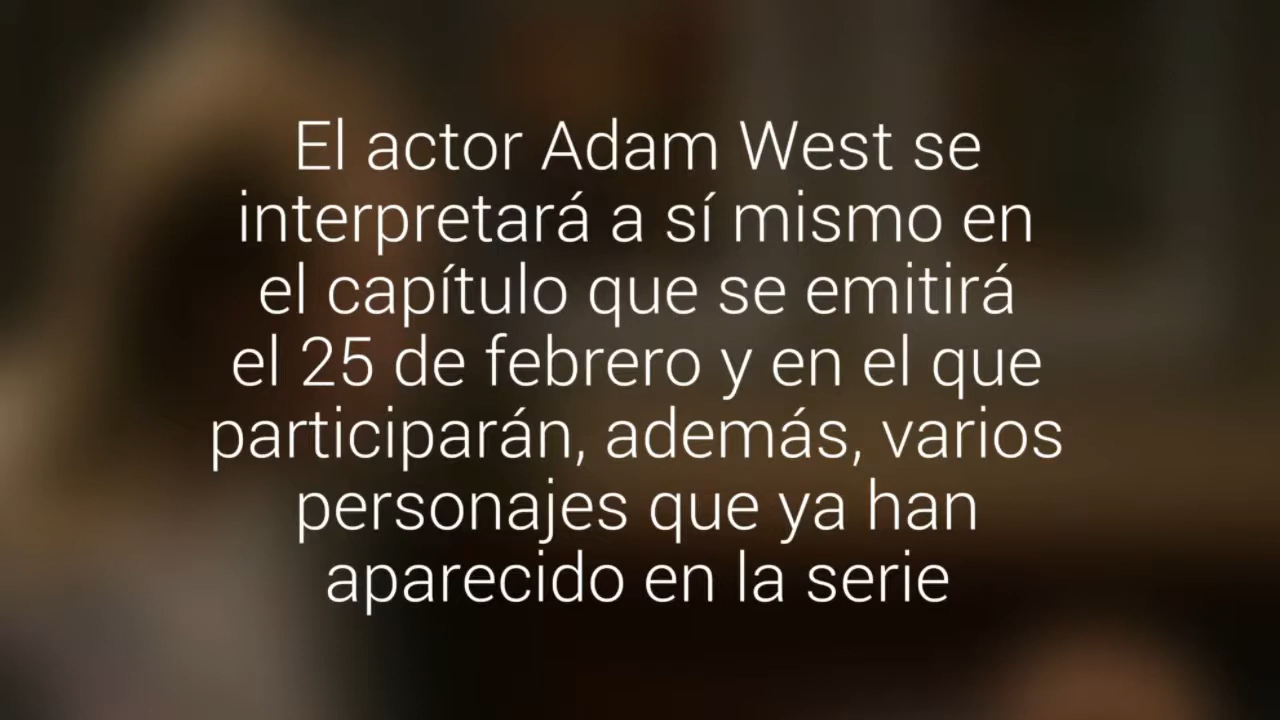 El actor Adam West se
interpretará a sí mismo en
el capítulo que se emitirá
el 25 de febrero y en el que
participarán, además, varios
personajes que ya han
aparecido en la serie